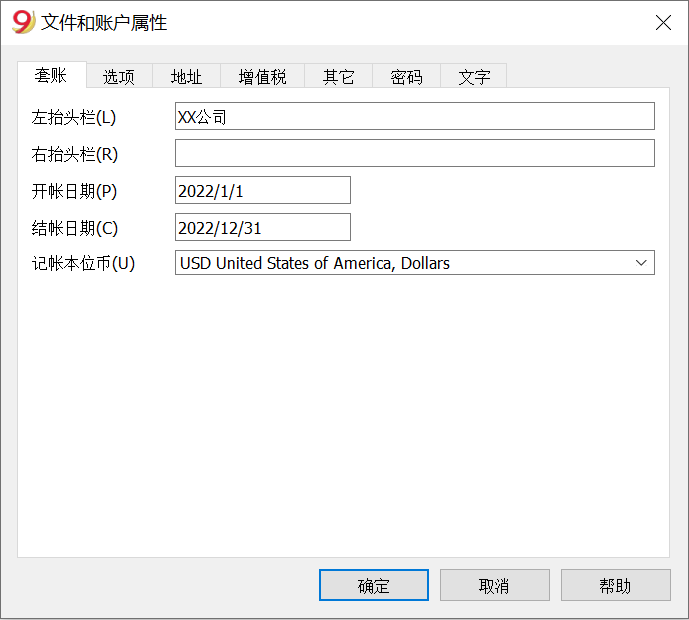 9 文件和账户属性
套账 选项 地址 增值税 其它 密码 文字
左抬头栏(L) XX公司
右抬头栏(R)
开帐日期(P) 2022/1/1
结帐日期(C) 2022/12/31
记帐本位币(U) USD United States of America, Dollars
确定 取消 帮助